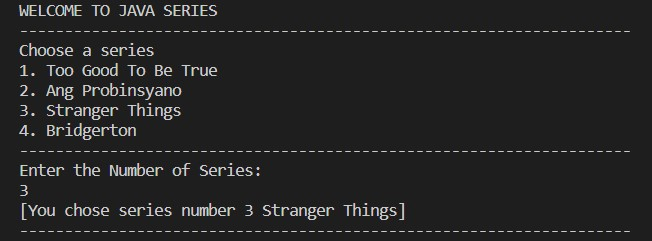 WELCOME TO JAVA SERIES
--------------------------------------------------------------------
Choose a series
1. Too Good To Be True
2. Ang Probinsyano
3. Stranger Things
4. Bridgerton
--------------------------------------------------------------------
Enter the Number of Series:
3
[You chose series number 3 Stranger Things]
--------------------------------------------------------------------